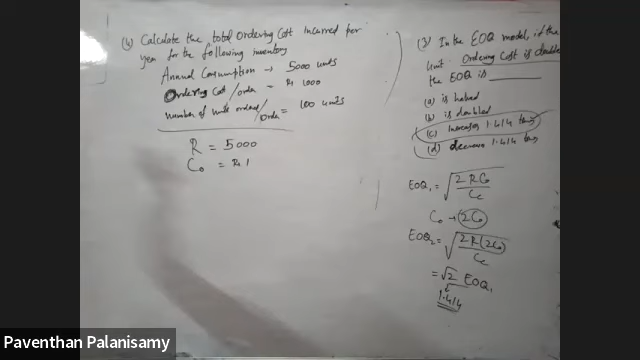 (4) Calculate the total Ordering Cost incurred per
year for the following inventory
Annual Consumption → 5000 units
Ordering Cost/order = Rs 1000
Number of units ordered/order = 100 units
R = 5000
C₀ = Rs 1
(3) In the EOQ model, if the
unit Ordering Cost is doubled
the EOQ is ________
(a) is halved
(b) is doubled
(c) increases 1.414 times
(d) decrease 1.414 times
EOQ₁ = √(2RC₀/Cc)
C₀ → 2C₀
EOQ₂ = √(2R(2C₀)/Cc)
= √2 EOQ₁
1.414
Paventhan Palanisamy